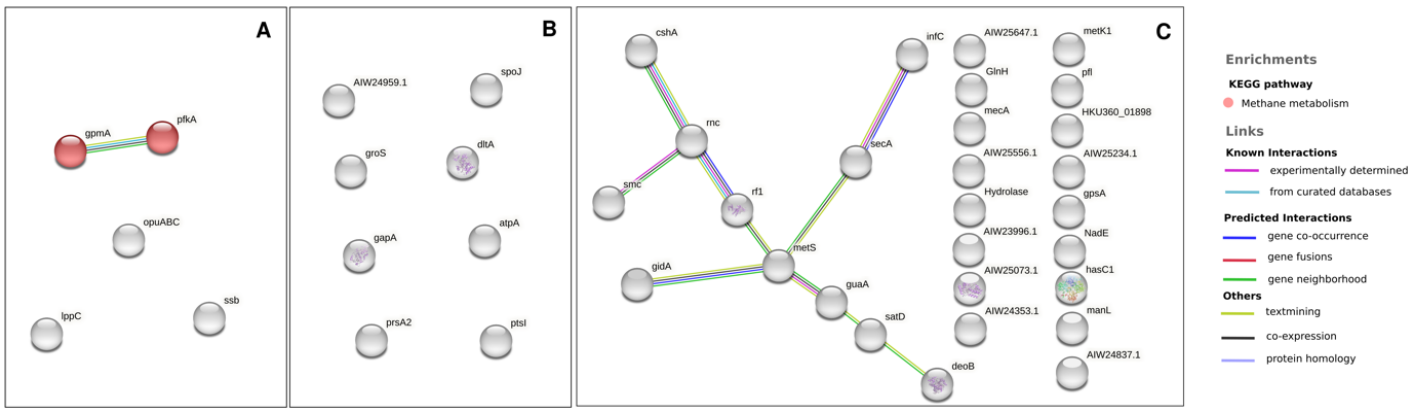 A
gpmA
pfkA
opuABC
lppC
ssb
B
AIW24959.1
spoJ
groS
dltA
gapA
atpA
prsA2
ptsI
C
cshA
infC
rnc
secA
smc
rf1
metS
gidA
guaA
satD
deoB
AIW25647.1
GlnH
mecA
AIW25556.1
Hydrolase
AIW23996.1
AIW25073.1
AIW24353.1
metK1
pfl
HKU360_01898
AIW25234.1
gpsA
NadE
hasC1
manL
AIW24837.1
Enrichments
KEGG pathway
Methane metabolism
Links
Known Interactions
experimentally determined
from curated databases
Predicted Interactions
gene co-occurrence
gene fusions
gene neighborhood
Others
textmining
co-expression
protein homology